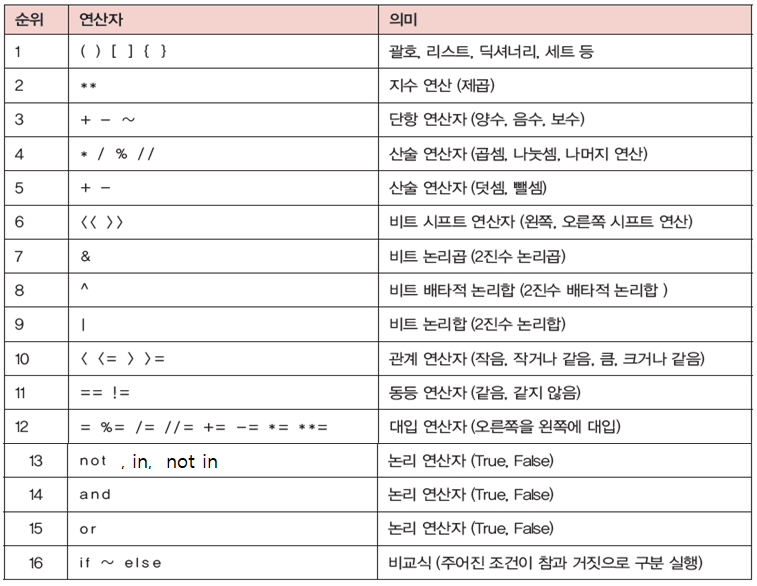 순위 연산자 의미
1 ( ) [ ] { } 괄호, 리스트, 딕셔너리, 세트 등
2 ** 지수 연산 (제곱)
3 + - ~ 단항 연산자 (양수, 음수, 보수)
4 * / % // 산술 연산자 (곱셈, 나눗셈, 나머지 연산)
5 + - 산술 연산자 (덧셈, 뺄셈)
6 << >> 비트 시프트 연산자 (왼쪽, 오른쪽 시프트 연산)
7 & 비트 논리곱 (2진수 논리곱)
8 ^ 비트 배타적 논리합 (2진수 배타적 논리합 )
9 | 비트 논리합 (2진수 논리합)
10 < <= > >= 관계 연산자 (작음, 작거나 같음, 큼, 크거나 같음)
11 == != 동등 연산자 (같음, 같지 않음)
12 = %= /= //= += -= *= **= 대입 연산자 (오른쪽을 왼쪽에 대입)
13 not , in, not in 논리 연산자 (True, False)
14 and 논리 연산자 (True, False)
15 or 논리 연산자 (True, False)
16 if ~ else 비교식 (주어진 조건이 참과 거짓으로 구분 실행)